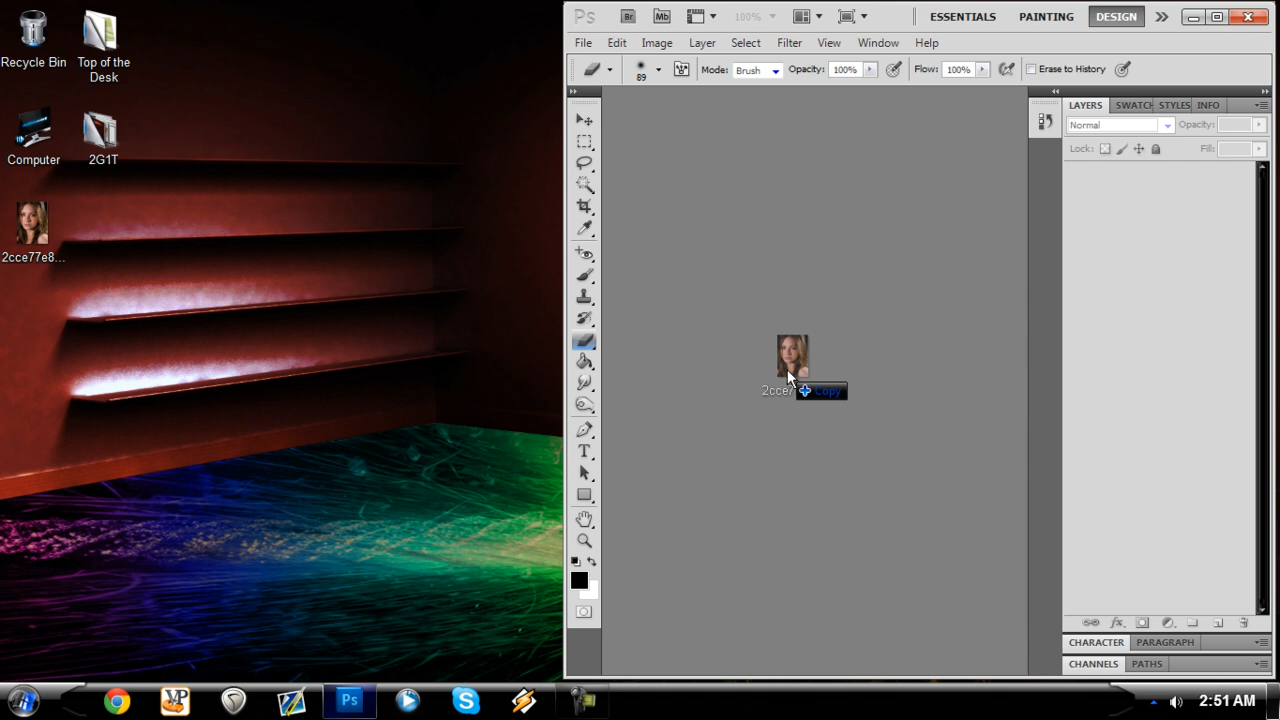 Recycle Bin
Top of the
Desk
Computer
2G1T
2cce77e8...
Ps
Br
Mb
100%
ESSENTIALS
PAINTING
DESIGN
File
Edit
Image
Layer
Select
Filter
View
Window
Help
89
Mode:
Brush
Opacity:
100%
Flow:
100%
Erase to History
LAYERS
SWATCH
STYLES
INFO
Normal
Opacity:
Lock:
Fill:
2cce7
Copy
T
fx.
CHARACTER
PARAGRAPH
CHANNELS
PATHS
Ps
2:51 AM